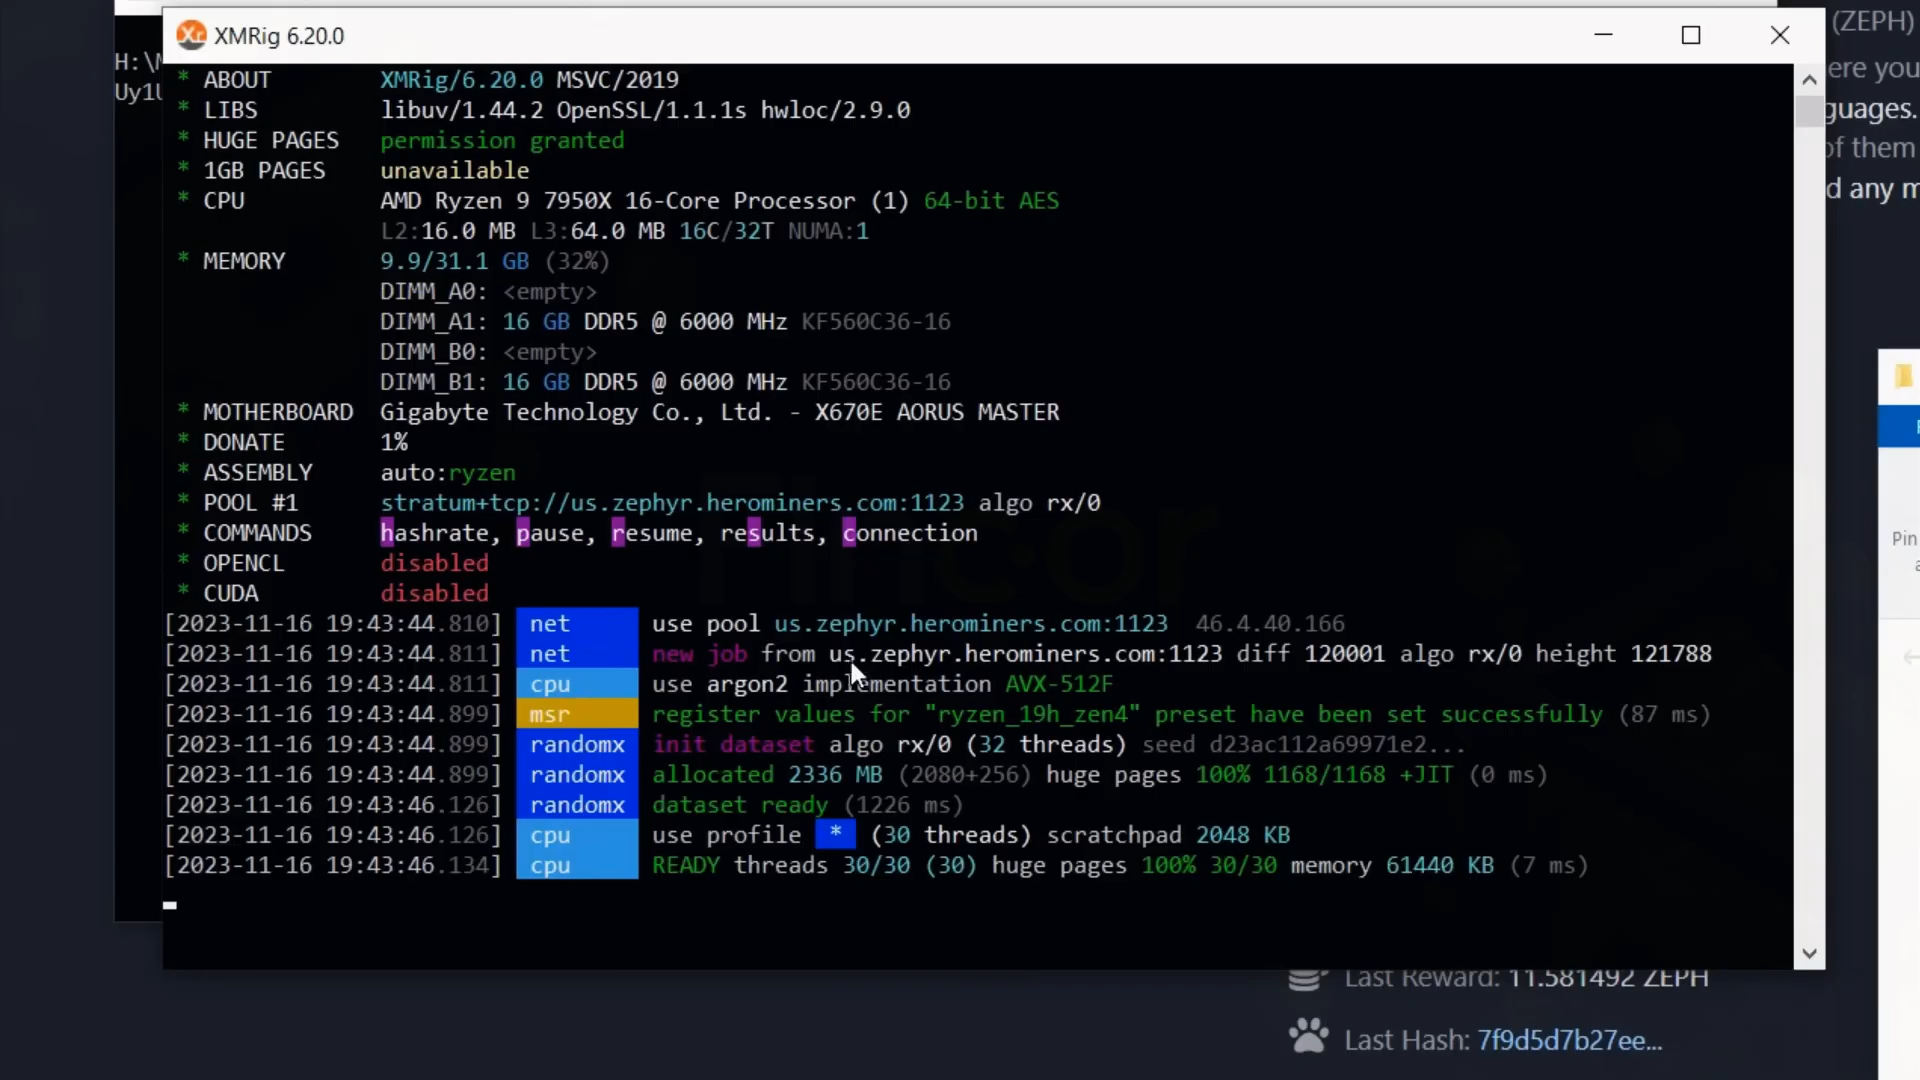 XMRig 6.20.0
(ZEPH)
H:\
Uy1
ere you
guages.
of them
d any
* ABOUT XMRig/6.20.0 MSVC/2019
* LIBS libuv/1.44.2 OpenSSL/1.1.1s hwloc/2.9.0
* HUGE PAGES permission granted
* 1GB PAGES unavailable
* CPU AMD Ryzen 9 7950X 16-Core Processor (1) 64-bit AES
L2:16.0 MB L3:64.0 MB 16C/32T NUMA:1
* MEMORY 9.9/31.1 GB (32%)
DIMM_A0: <empty>
DIMM_A1: 16 GB DDR5 @ 6000 MHz KF560C36-16
DIMM_B0: <empty>
DIMM_B1: 16 GB DDR5 @ 6000 MHz KF560C36-16
* MOTHERBOARD Gigabyte Technology Co., Ltd. - X670E AORUS MASTER
* DONATE 1%
* ASSEMBLY auto:ryzen
* POOL #1 stratum+tcp://us.zephyr.herominers.com:1123 algo rx/0
* COMMANDS hashrate, pause, resume, results, connection
* OPENCL disabled
* CUDA disabled
[2023-11-16 19:43:44.810] net use pool us.zephyr.herominers.com:1123 46.4.40.166
[2023-11-16 19:43:44.811] net new job from us.zephyr.herominers.com:1123 diff 120001 algo rx/0 height 121788
[2023-11-16 19:43:44.811] cpu use argon2 implementation AVX-512F
[2023-11-16 19:43:44.899] msr register values for "ryzen_19h_zen4" preset have been set successfully (87 ms)
[2023-11-16 19:43:44.899] randomx init dataset algo rx/0 (32 threads) seed d23ac112a69971e2...
[2023-11-16 19:43:44.899] randomx allocated 2336 MB (2080+256) huge pages 100% 1168/1168 +JIT (0 ms)
[2023-11-16 19:43:46.126] randomx dataset ready (1226 ms)
[2023-11-16 19:43:46.126] cpu use profile * (30 threads) scratchpad 2048 KB
[2023-11-16 19:43:46.134] cpu READY threads 30/30 (30) huge pages 100% 30/30 memory 61440 KB (7 ms)
Pin
Last Reward: 11.581492 ZEPH
Last Hash: 7f9d5d7b27ee...